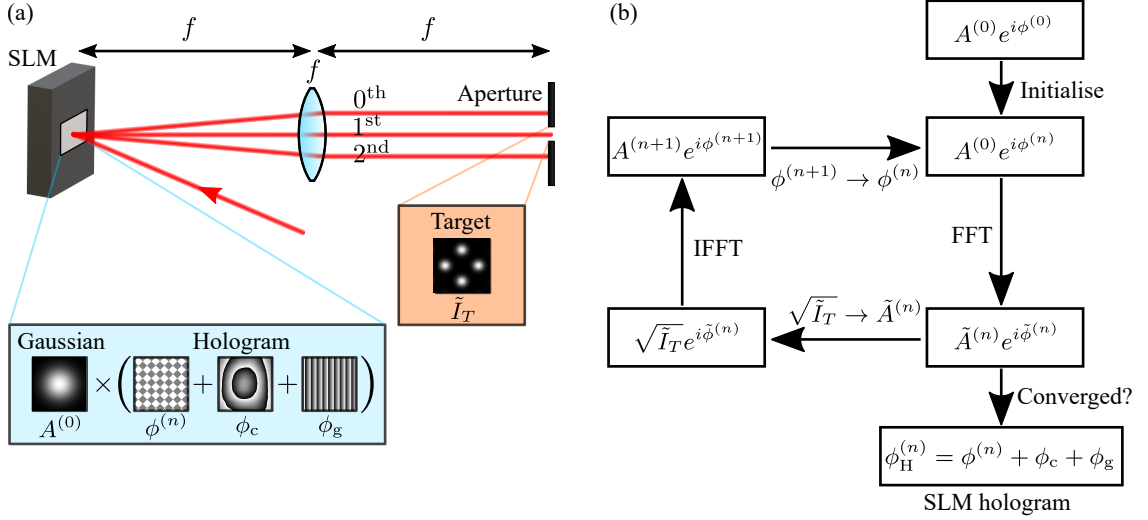 (a)
f
f
SLM
f
0th
Aperture
1st
2nd
Target
Ĩ_T
Gaussian
Hologram
× ( + + )
A^(0)
ϕ^(n)
ϕ_c
ϕ_g
(b)
A^(0)e^{iϕ^(0)}
Initialise
A^(n+1)e^{iϕ^(n+1)}
A^(0)e^{iϕ^(n)}
ϕ^(n+1) → ϕ^(n)
IFFT
FFT
√Ĩ_T → Ã^(n)
√Ĩ_T e^{iϕ̃^(n)}
Ã^(n)e^{iϕ̃^(n)}
Converged?
ϕ_H^(n) = ϕ^(n) + ϕ_c + ϕ_g
SLM hologram